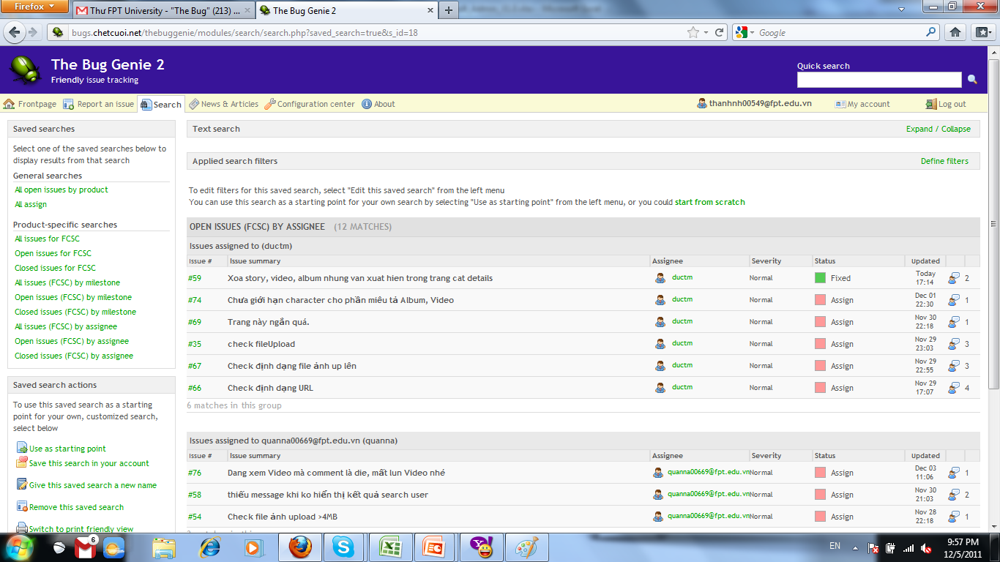 Firefox
Thư FPT University - "The Bug" (213) ...
The Bug Genie 2
bugs.chetcuoi.net/thebuggenie/modules/search/search.php?saved_search=true&s_id=18
Google
The Bug Genie 2
Friendly issue tracking
Quick search
Frontpage Report an issue Search News & Articles Configuration center About thanhnh00549@fpt.edu.vn My account Log out
Saved searches
Select one of the saved searches below to
display results from that search
General searches
All open issues by product
All assign
Product-specific searches
All issues for FCSC
Open issues for FCSC
Closed issues for FCSC
All issues (FCSC) by milestone
Open issues (FCSC) by milestone
Closed issues (FCSC) by milestone
All issues (FCSC) by assignee
Open issues (FCSC) by assignee
Closed issues (FCSC) by assignee
Saved search actions
To use this saved search as a starting
point for your own, customized search,
select below
Use as starting point
Save this search in your account
Give this saved search a new name
Remove this saved search
Switch to print friendly view
Text search Expand / Collapse
Applied search filters Define filters
To edit filters for this saved search, select "Edit this saved search" from the left menu
You can use this search as a starting point for your own search by selecting "Use as starting point" from the left menu, or you could start from scratch
OPEN ISSUES (FCSC) BY ASSIGNEE (12 MATCHES)
Issues assigned to (ductm)
Issue # Issue summary Assignee Severity Status Updated
#59 Xoa story, video, album nhung van xuat hien trong trang cat details ductm Normal Fixed Today 17:14 2
#74 Chưa giới hạn character cho phần miêu tả Album, Video ductm Normal Assign Dec 01 22:30 1
#69 Trang này ngắn quá. ductm Normal Assign Nov 30 22:18 1
#35 check fileUpload ductm Normal Assign Nov 29 23:03 3
#67 Check định dạng file ảnh up lên ductm Normal Assign Nov 29 22:55 3
#66 Check định dạng URL ductm Normal Assign Nov 29 17:07 4
6 matches in this group
Issues assigned to quanna00669@fpt.edu.vn (quanna)
Issue # Issue summary Assignee Severity Status Updated
#76 Dang xem Video mà comment là die, mất lun Video nhé quanna00669@fpt.edu.vn Normal Assign Dec 03 11:06 1
#58 thiếu message khi ko hiển thị kết quả search user quanna00669@fpt.edu.vn Normal Assign Nov 30 21:03 2
#54 Check file ảnh upload >4MB quanna00669@fpt.edu.vn Normal Assign Nov 28 22:18 1
6
EN
9:57 PM
12/5/2011